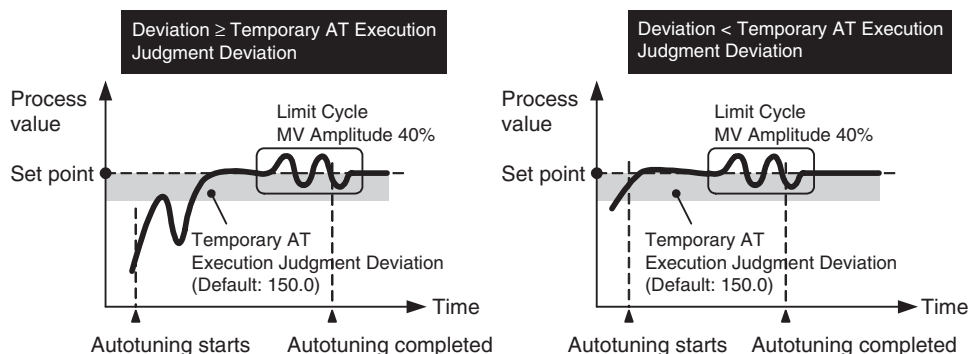 Deviation ≥ Temporary AT Execution
Judgment Deviation
Process
value
Limit Cycle
MV Amplitude 40%
Set point
Temporary AT
Execution Judgment Deviation
(Default: 150.0)
Time
Autotuning starts
Autotuning completed
Deviation < Temporary AT Execution
Judgment Deviation
Process
value
Limit Cycle
MV Amplitude 40%
Set point
Temporary AT
Execution Judgment Deviation
(Default: 150.0)
Time
Autotuning starts
Autotuning completed